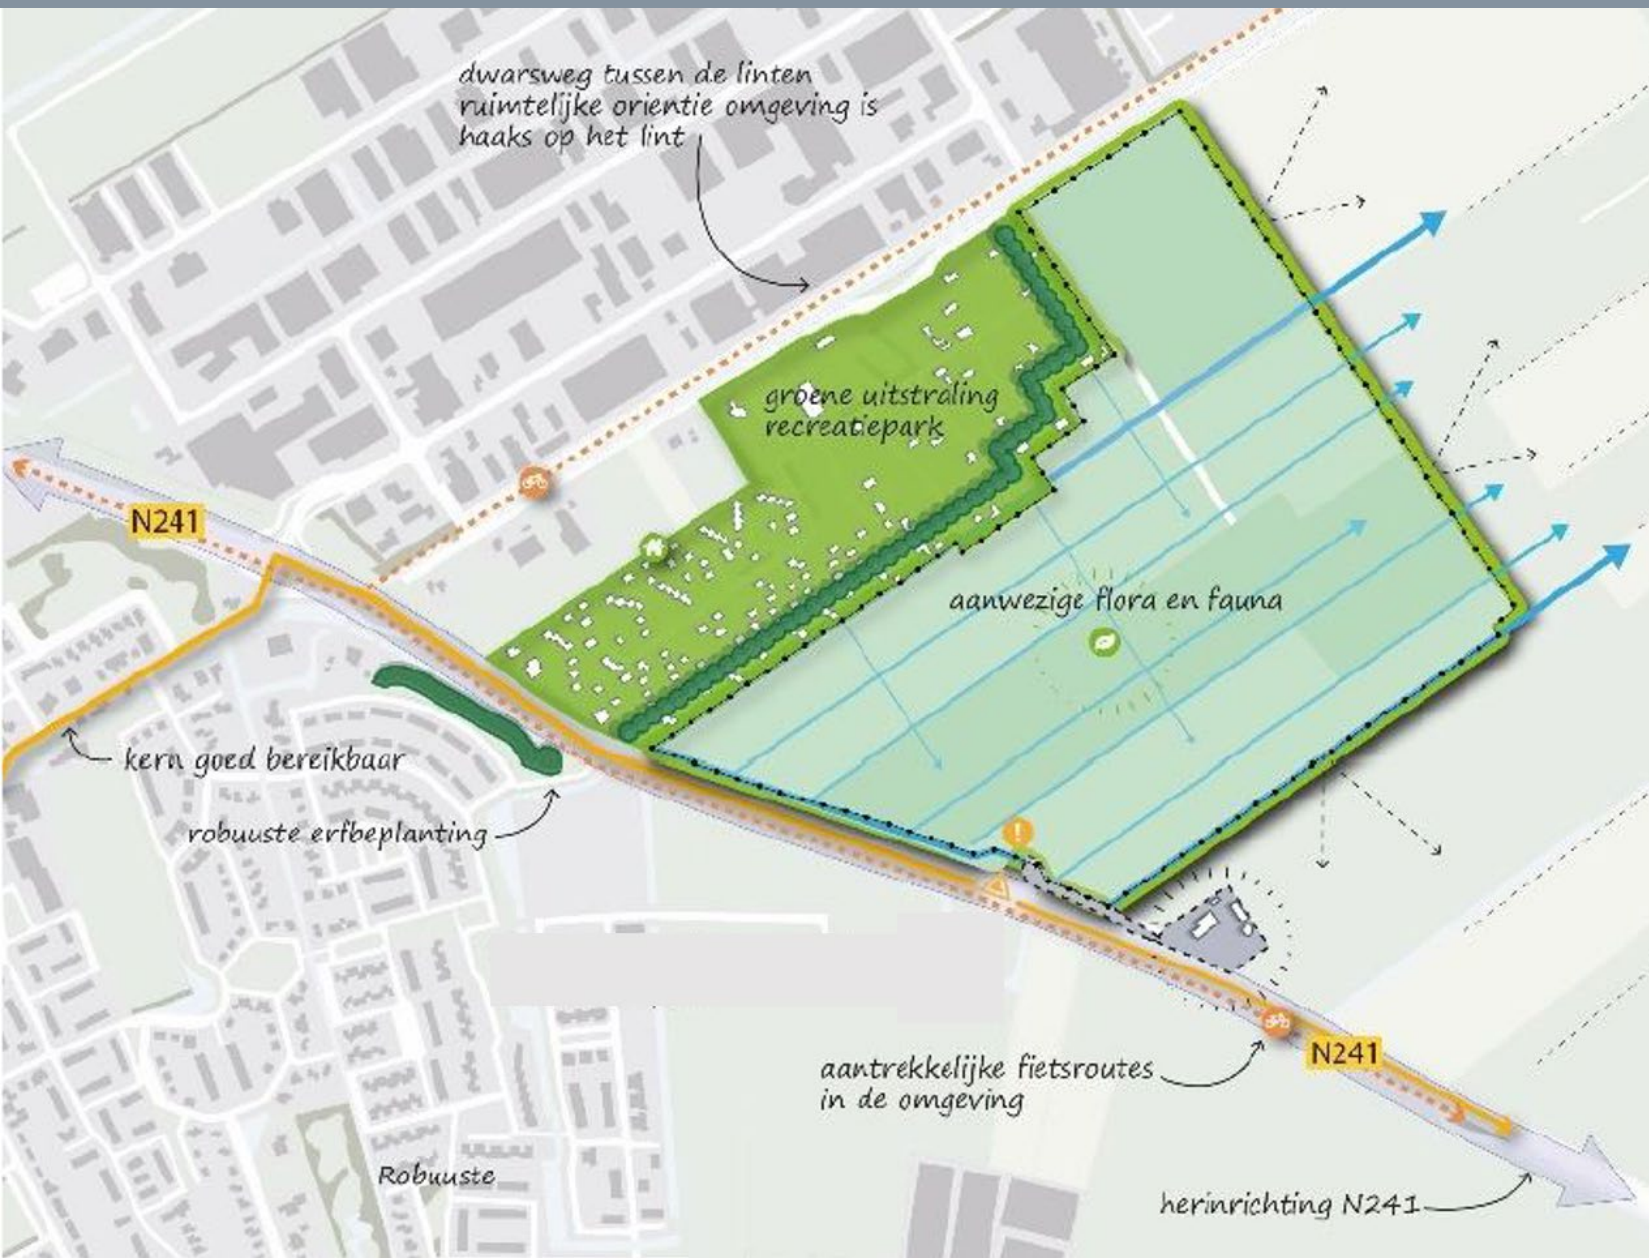 dwarsweg tussen de linten
ruimtelijke orientie omgeving is
haaks op het lint
groene uitstraling
recreatiepark
N241
aanwezige flora en fauna
kern goed bereikbaar
robuuste erfbeplanting
!
aantrekkelijke fietsroutes
in de omgeving
N241
Robuuste
herinrichting N241